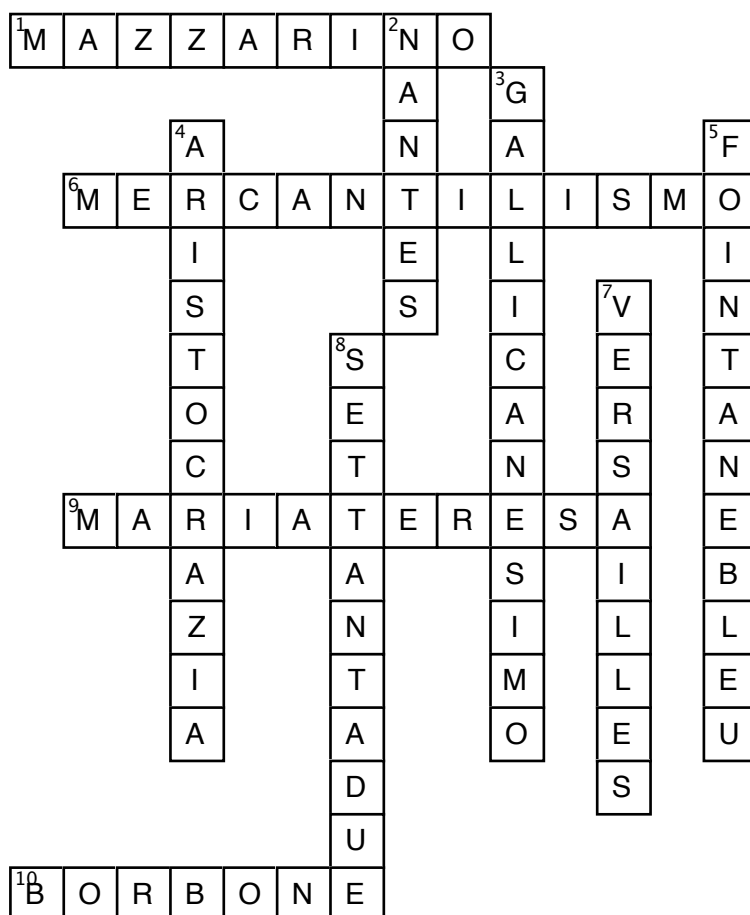 1 MAZZARINO
2 NANTES
3 GALLICANESIMO
4 ARISTOCRAZIA
5 FOINTANEBLEU
6 MERCANTILISMO
7 VERSAILLES
8 SETTANTADUE
9 MARIATERESA
10 BORBONE